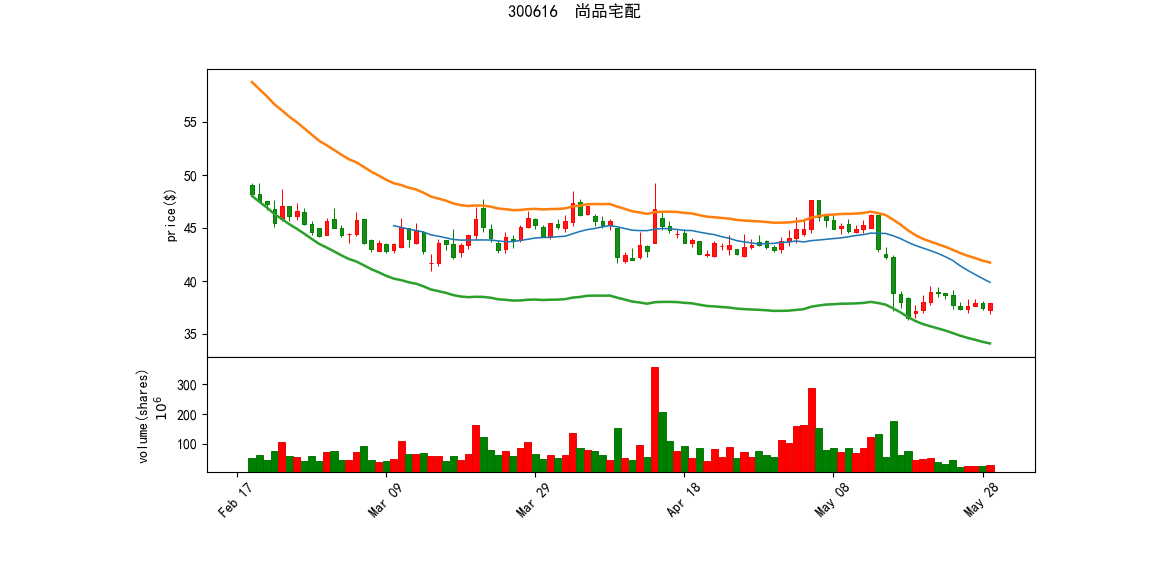 300616  尚品宅配
price($)
55
50
45
40
35
volume(shares)
10^6
300
200
100
Feb 17
Mar 09
Mar 29
Apr 18
May 08
May 28